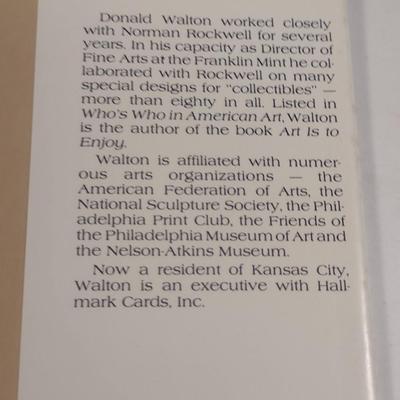 Donald Walton worked closely
with Norman Rockwell for several
years. In his capacity as Director of
Fine Arts at the Franklin Mint he col-
laborated with Rockwell on many
special designs for "collectibles" —
more than eighty in all. Listed in
Who's Who in American Art, Walton
is the author of the book Art Is to
Enjoy.
Walton is affiliated with numer-
ous arts organizations — the
American Federation of Arts, the
National Sculpture Society, the Phil-
adelphia Print Club, the Friends of
the Philadelphia Museum of Art and
the Nelson-Atkins Museum.
Now a resident of Kansas City,
Walton is an executive with Hall-
mark Cards, Inc.